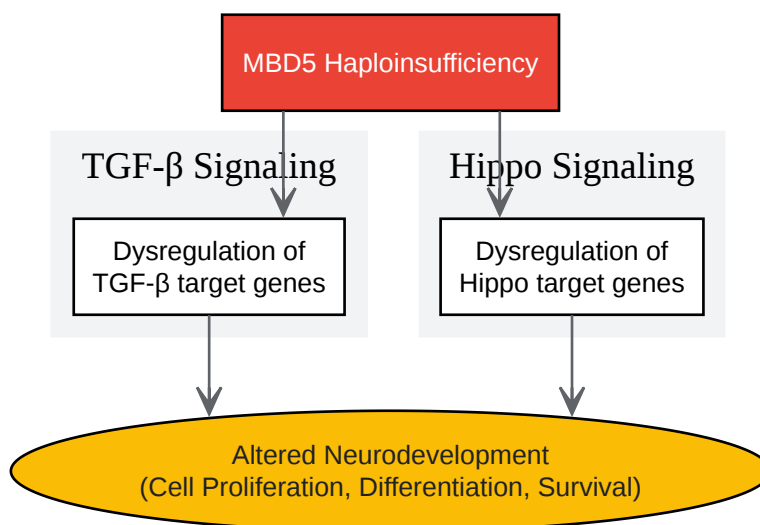 MBD5 Haploinsufficiency
TGF-β Signaling
Hippo Signaling
Dysregulation of
TGF-β target genes
Dysregulation of
Hippo target genes
Altered Neurodevelopment
(Cell Proliferation, Differentiation, Survival)